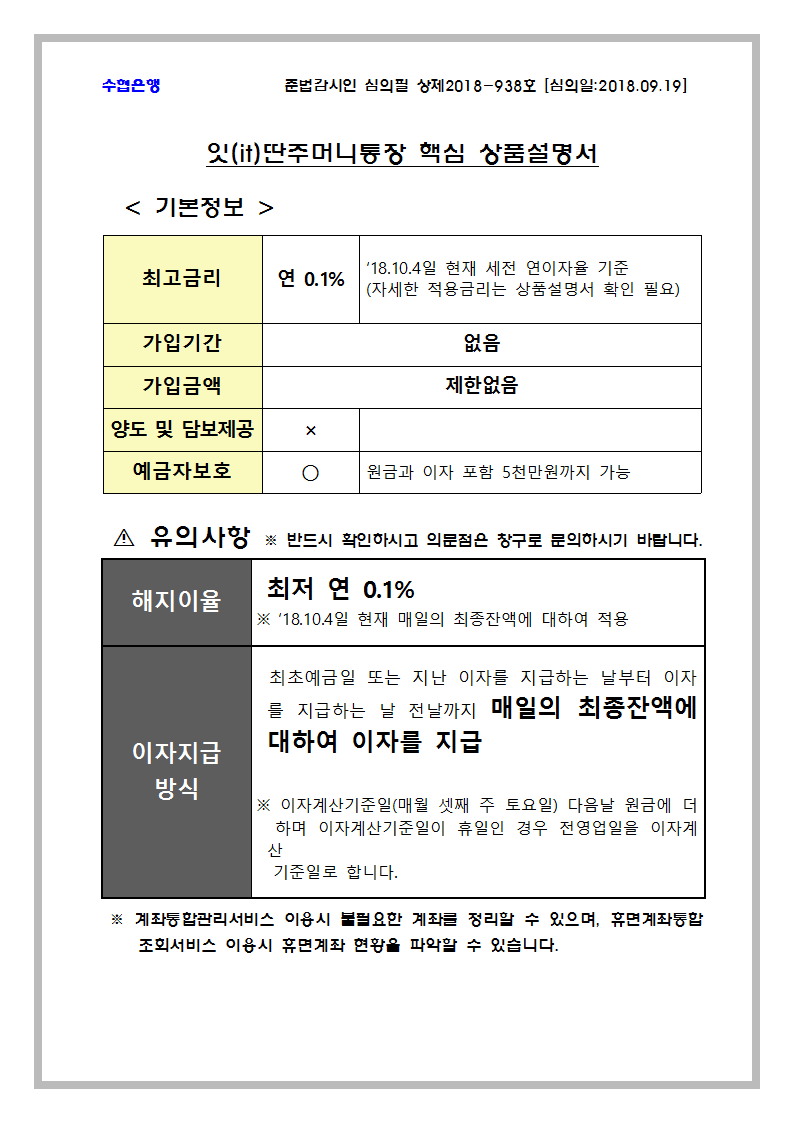 수협은행 준법감시인 심의필 상제2018-938호 [심의일:2018.09.19]
잇(it)딴주머니통장 핵심 상품설명서
< 기본정보 >
최고금리 연 0.1% ‘18.10.4일 현재 세전 연이자율 기준
(자세한 적용금리는 상품설명서 확인 필요)
가입기간 없음
가입금액 제한없음
양도 및 담보제공 ×
예금자보호 ○ 원금과 이자 포함 5천만원까지 가능
⚠ 유의사항 ※ 반드시 확인하시고 의문점은 창구로 문의하시기 바랍니다.
해지이율 최저 연 0.1%
※ ‘18.10.4일 현재 매일의 최종잔액에 대하여 적용
이자지급
방식
최초예금일 또는 지난 이자를 지급하는 날부터 이자
를 지급하는 날 전날까지 매일의 최종잔액에
대하여 이자를 지급
※ 이자계산기준일(매월 셋째 주 토요일) 다음날 원금에 더
하며 이자계산기준일이 휴일인 경우 전영업일을 이자계
산
기준일로 합니다.
※ 계좌통합관리서비스 이용시 불필요한 계좌를 정리할 수 있으며, 휴면계좌통합
조회서비스 이용시 휴면계좌 현황을 파악할 수 있습니다.